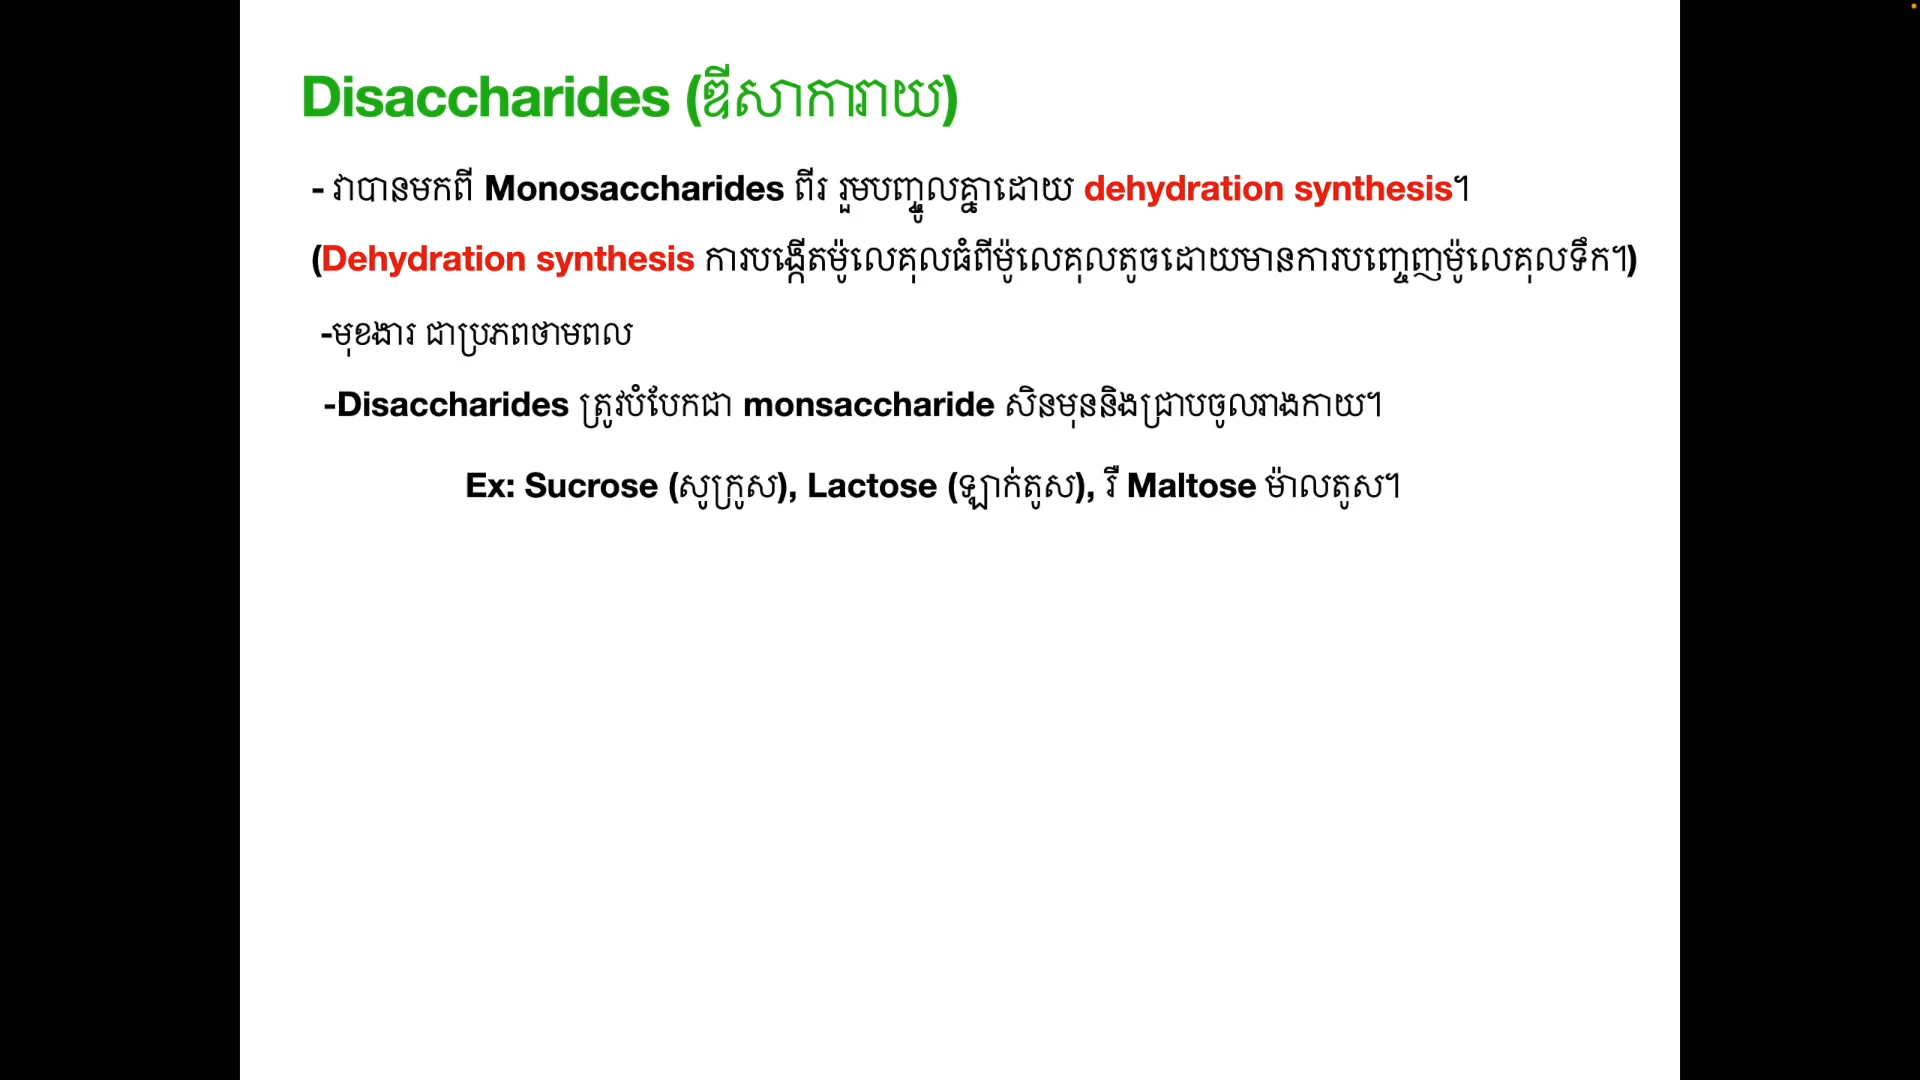 Disaccharides (ឌីសាការាយ)
- វាបានមកពី Monosaccharides ពីរ រួមបញ្ចូលគ្នាដោយ dehydration synthesis។
(Dehydration synthesis ការបង្កើតម៉ូលេគុលធំពីម៉ូលេគុលតូចដោយមានការបញ្ចេញម៉ូលេគុលទឹក។)
-មុខងារ ជាប្រភពថាមពល
-Disaccharides ត្រូវបំបែកជា monsaccharide សិនមុននិងជ្រាបចូលរាងកាយ។
Ex: Sucrose (សូក្រូស), Lactose (ឡាក់តូស), រឺ Maltose ម៉ាលតូស។